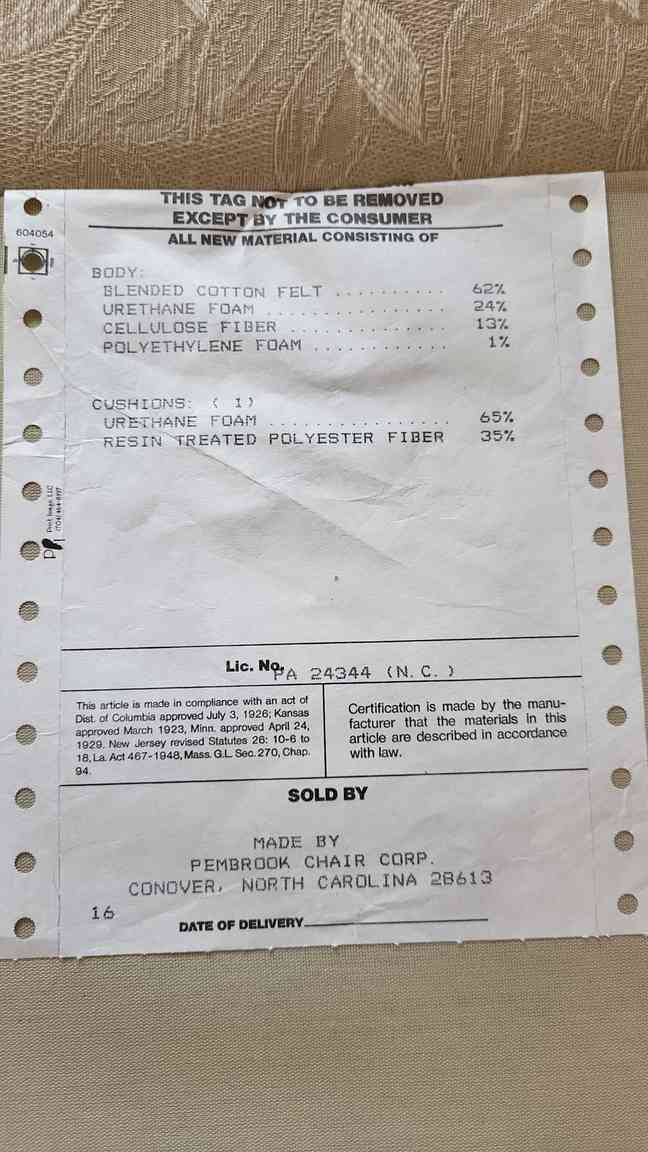 THIS TAG NOT TO BE REMOVED
EXCEPT BY THE CONSUMER
ALL NEW MATERIAL CONSISTING OF
604054
BODY:
BLENDED COTTON FELT .......... 62%
URETHANE FOAM ................ 24%
CELLULOSE FIBER .............. 13%
POLYETHYLENE FOAM ............ 1%
CUSHIONS: ( 1)
URETHANE FOAM ................ 65%
RESIN TREATED POLYESTER FIBER 35%
Print Image, LLC
Lic. No. PA 24344 (N.C.)
This article is made in compliance with an act of
Dist. of Columbia approved July 3, 1926; Kansas
approved March 1923, Minn. approved April 24,
1929. New Jersey revised Statutes 26: 10-6 to
18, La. Act 467-1948, Mass. G.L. Sec. 270, Chap.
94.
Certification is made by the manu-
facturer that the materials in this
article are described in accordance
with law.
SOLD BY
MADE BY
PEMBROOK CHAIR CORP.
CONOVER, NORTH CAROLINA 28613
16
DATE OF DELIVERY